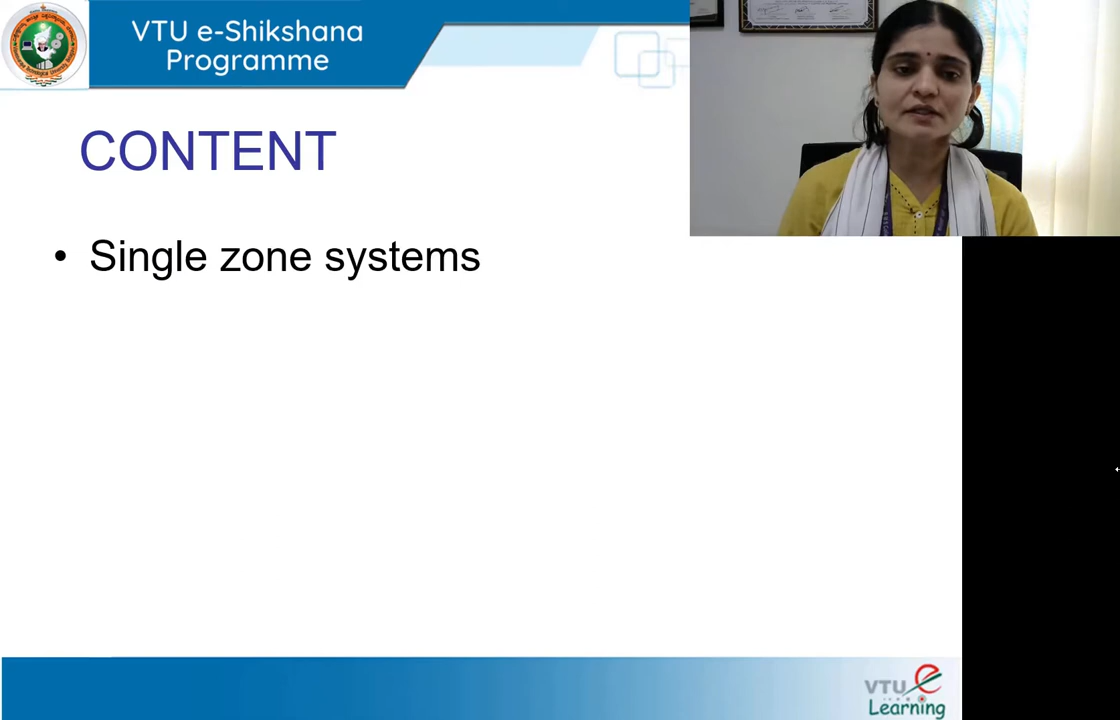 VTU e-Shikshana
Programme
CONTENT
• Single zone systems
VTU e
Learning